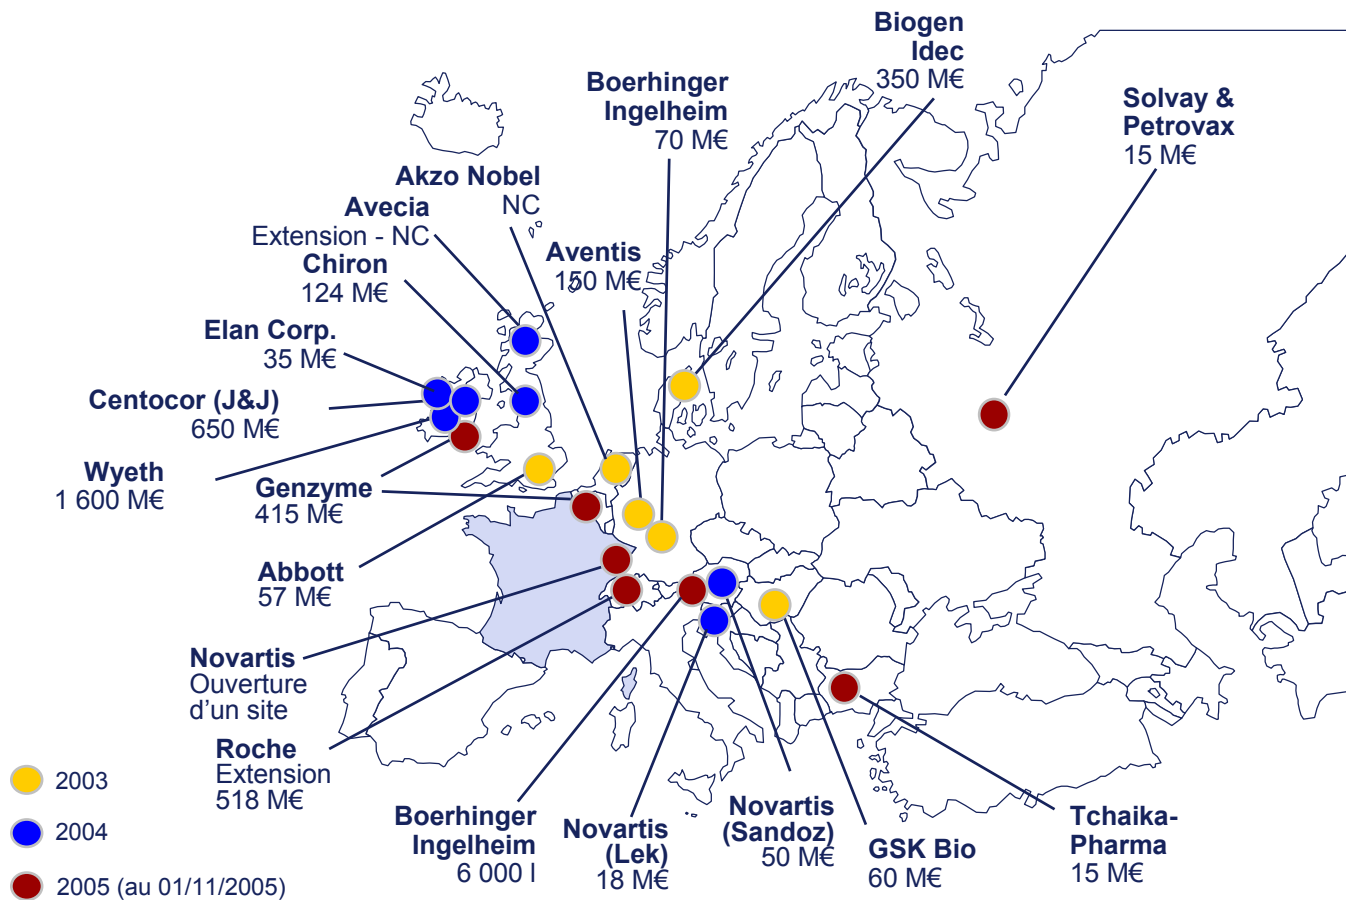 Biogen
Idec
350 M€
Boerhinger
Ingelheim
70 M€
Solvay &
Petrovax
15 M€
Akzo Nobel
NC
Avecia
Extension - NC
Aventis
150 M€
Chiron
124 M€
Elan Corp.
35 M€
Centocor (J&J)
650 M€
Wyeth
1 600 M€
Genzyme
415 M€
Abbott
57 M€
Novartis
Ouverture
d’un site
Roche
Extension
518 M€
Boerhinger
Ingelheim
6 000 l
Novartis
(Lek)
18 M€
Novartis
(Sandoz)
50 M€
GSK Bio
60 M€
Tchaika-
Pharma
15 M€
2003
2004
2005 (au 01/11/2005)